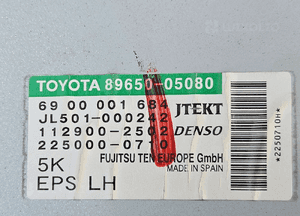 TOYOTA 89650-05080
69 00 001 684 JTEKT
JL501-000242
112900-2502 DENSO
225000-0710
FUJITSU TEN EUROPE GmbH
5K MADE IN SPAIN
EPS LH
*2250710H*